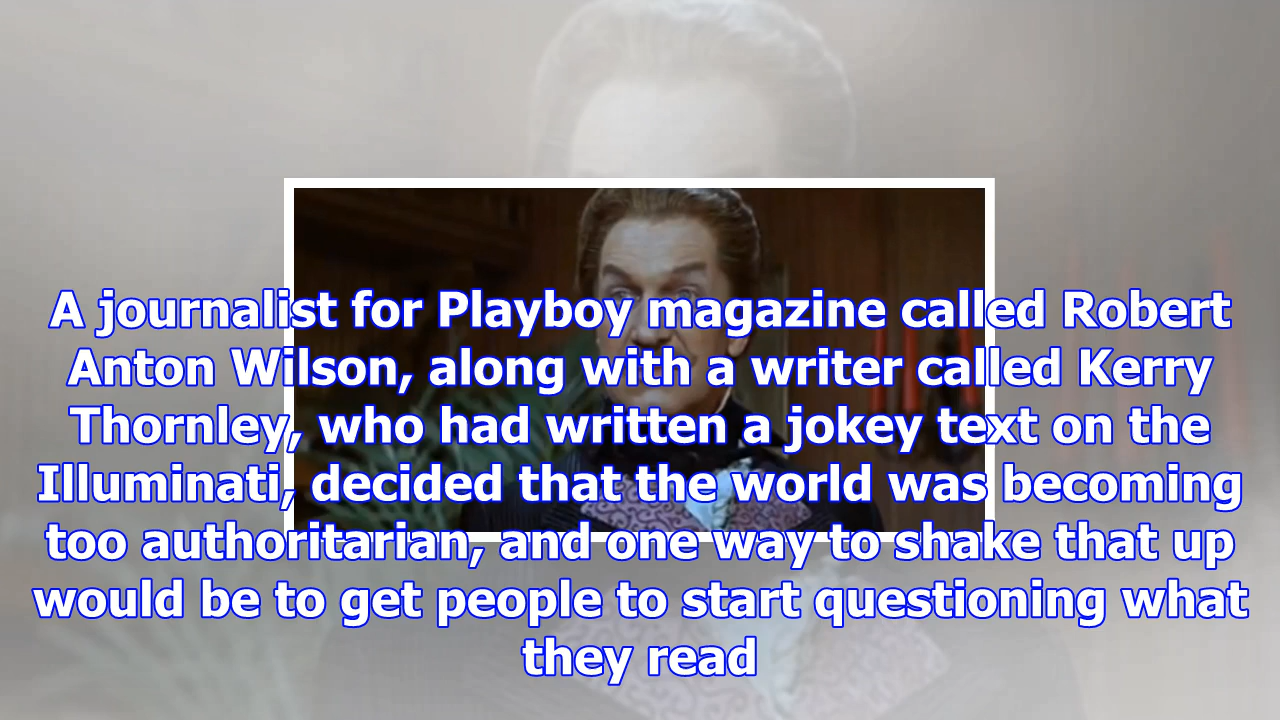 A journalist for Playboy magazine called Robert
Anton Wilson, along with a writer called Kerry
Thornley, who had written a jokey text on the
Illuminati, decided that the world was becoming
too authoritarian, and one way to shake that up
would be to get people to start questioning what
they read